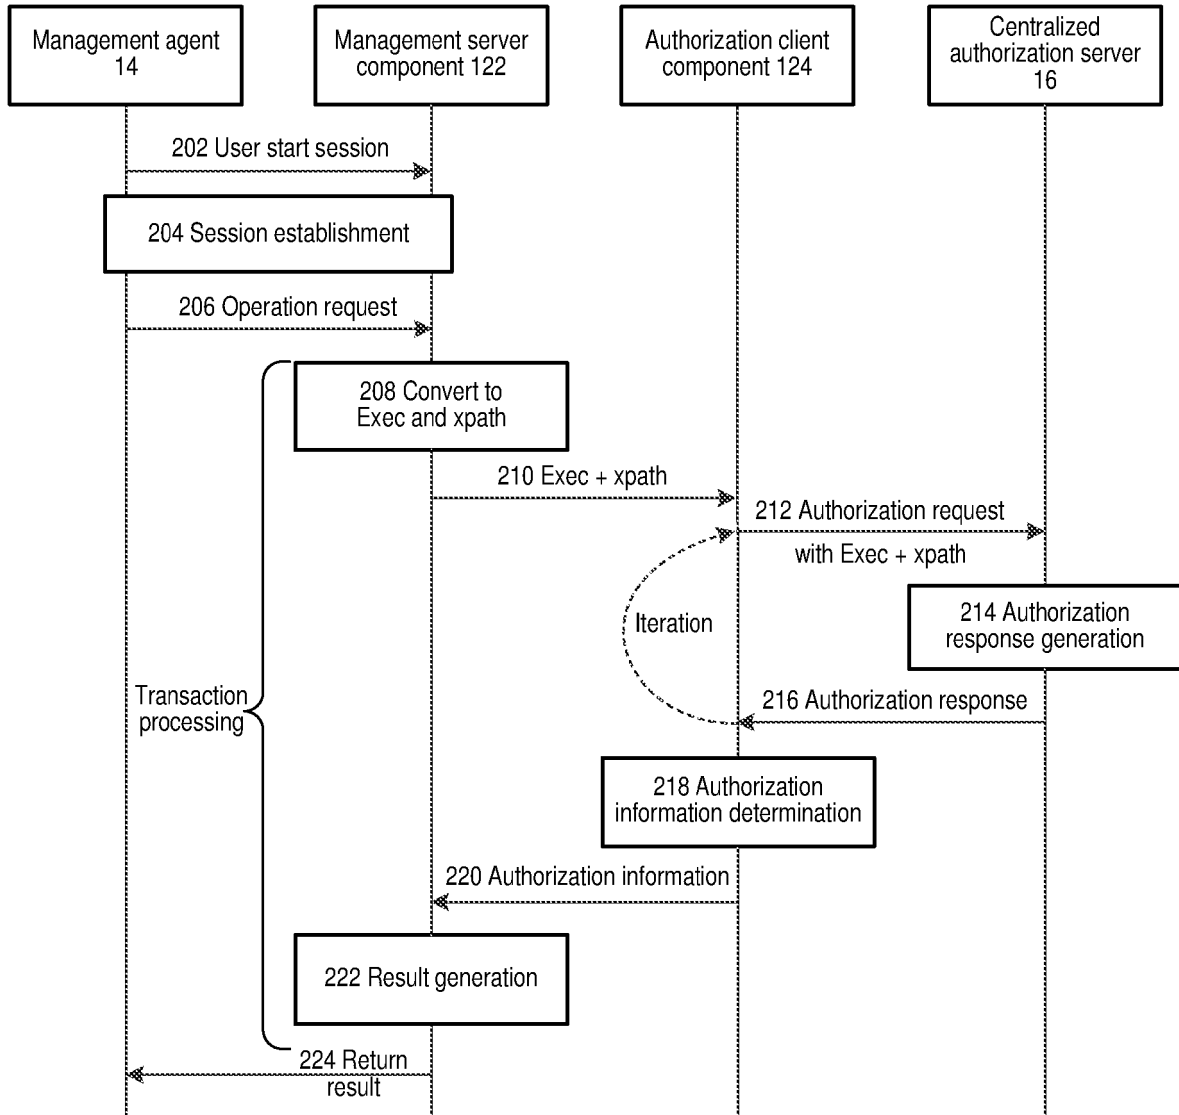 Management agent
14
Management server
component 122
Authorization client
component 124
Centralized
authorization server
16
202 User start session
204 Session establishment
206 Operation request
208 Convert to
Exec and xpath
210 Exec + xpath
212 Authorization request
with Exec + xpath
Iteration
214 Authorization
response generation
Transaction
processing
216 Authorization response
218 Authorization
information determination
220 Authorization information
222 Result generation
224 Return
result